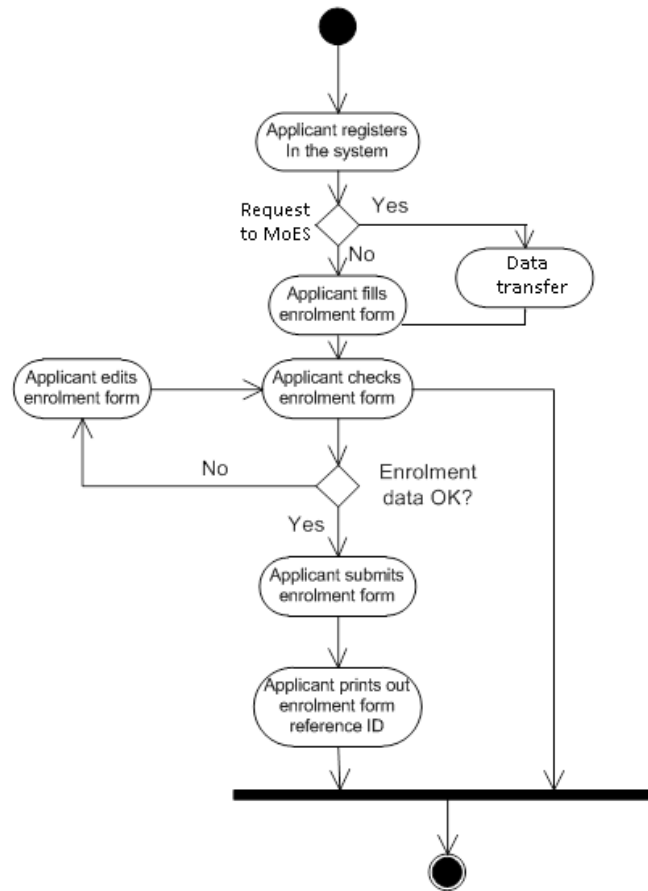 Applicant registers
In the system
Request
to MoES
Yes
No
Data
transfer
Applicant fills
enrolment form
Applicant edits
enrolment form
Applicant checks
enrolment form
No
Enrolment
data OK?
Yes
Applicant submits
enrolment form
Applicant prints out
enrolment form
reference ID